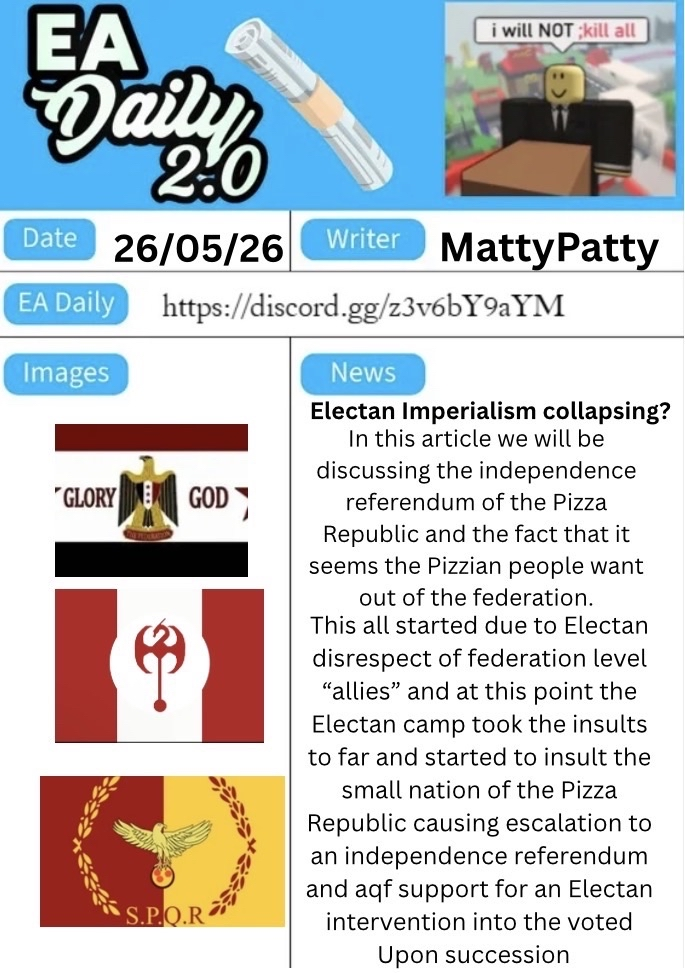 EA
Daily
2.0
i will NOT ;kill all
Date
26/05/26
Writer
MattyPatty
EA Daily
https://discord.gg/z3v6bY9aYM
Images
News
GLORY GOD
S.P.Q.R
Electan Imperialism collapsing?
In this article we will be
discussing the independence
referendum of the Pizza
Republic and the fact that it
seems the Pizzian people want
out of the federation.
This all started due to Electan
disrespect of federation level
“allies” and at this point the
Electan camp took the insults
to far and started to insult the
small nation of the Pizza
Republic causing escalation to
an independence referendum
and aqf support for an Electan
intervention into the voted
Upon succession